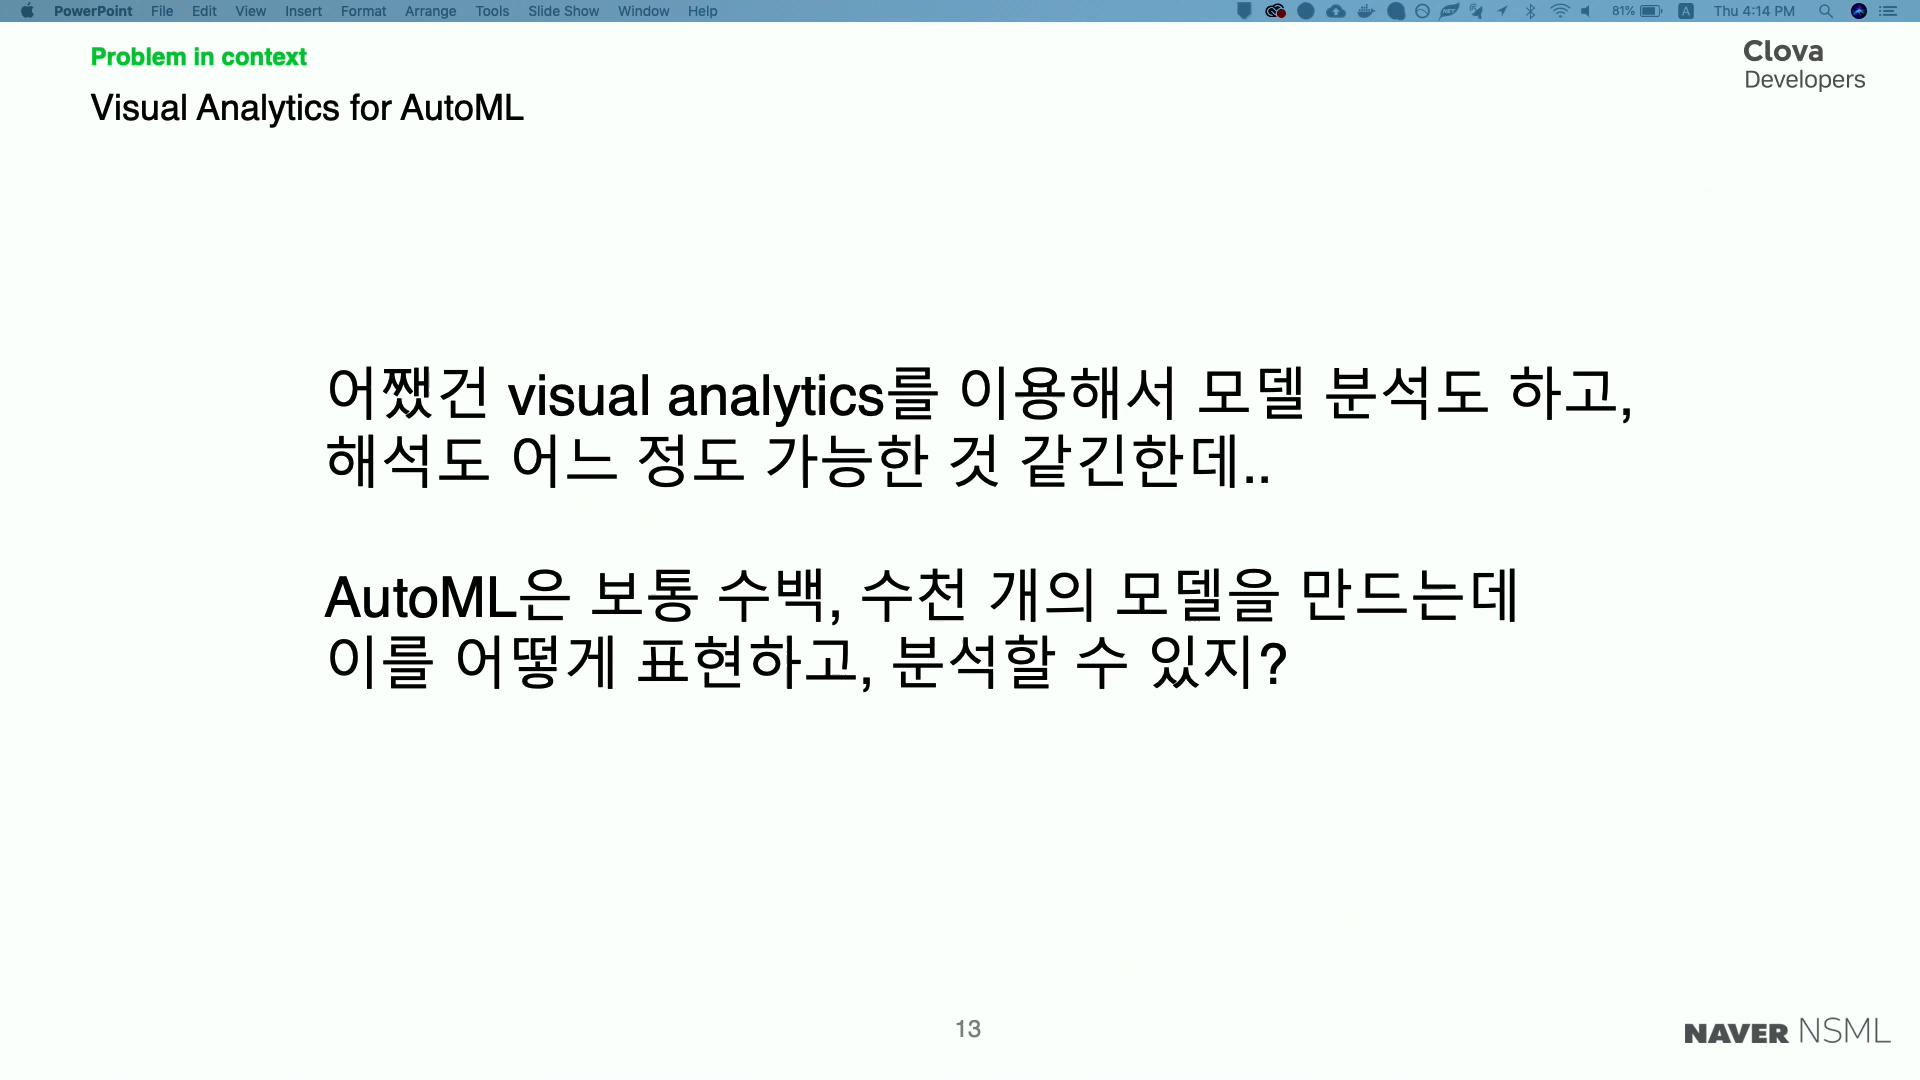 PowerPoint File Edit View Insert Format Arrange Tools Slide Show Window Help 81% A Thu 4:14 PM
Problem in context
Visual Analytics for AutoML
Clova
Developers
어쨌건 visual analytics를 이용해서 모델 분석도 하고,
해석도 어느 정도 가능한 것 같긴한데..
AutoML은 보통 수백, 수천 개의 모델을 만드는데
이를 어떻게 표현하고, 분석할 수 있지?
13
NAVER NSML